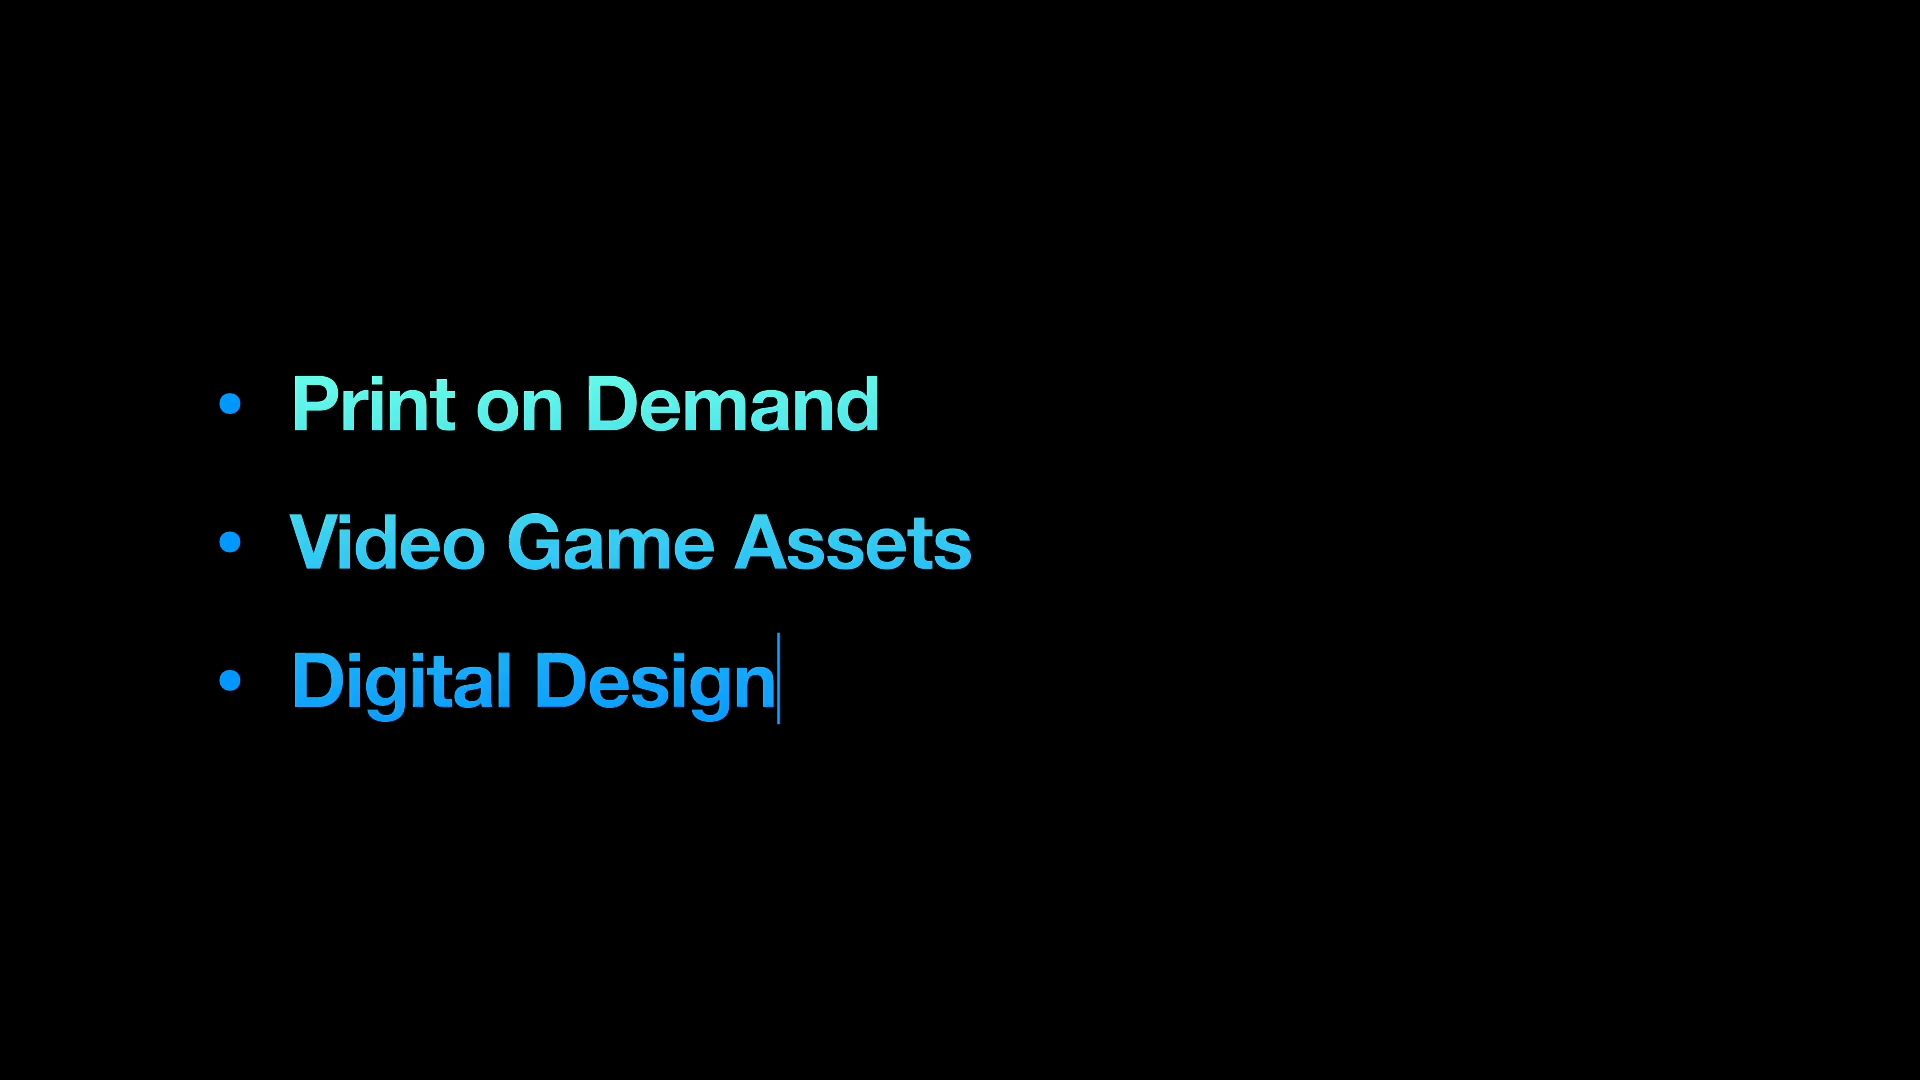 • Print on Demand
• Video Game Assets
• Digital Design